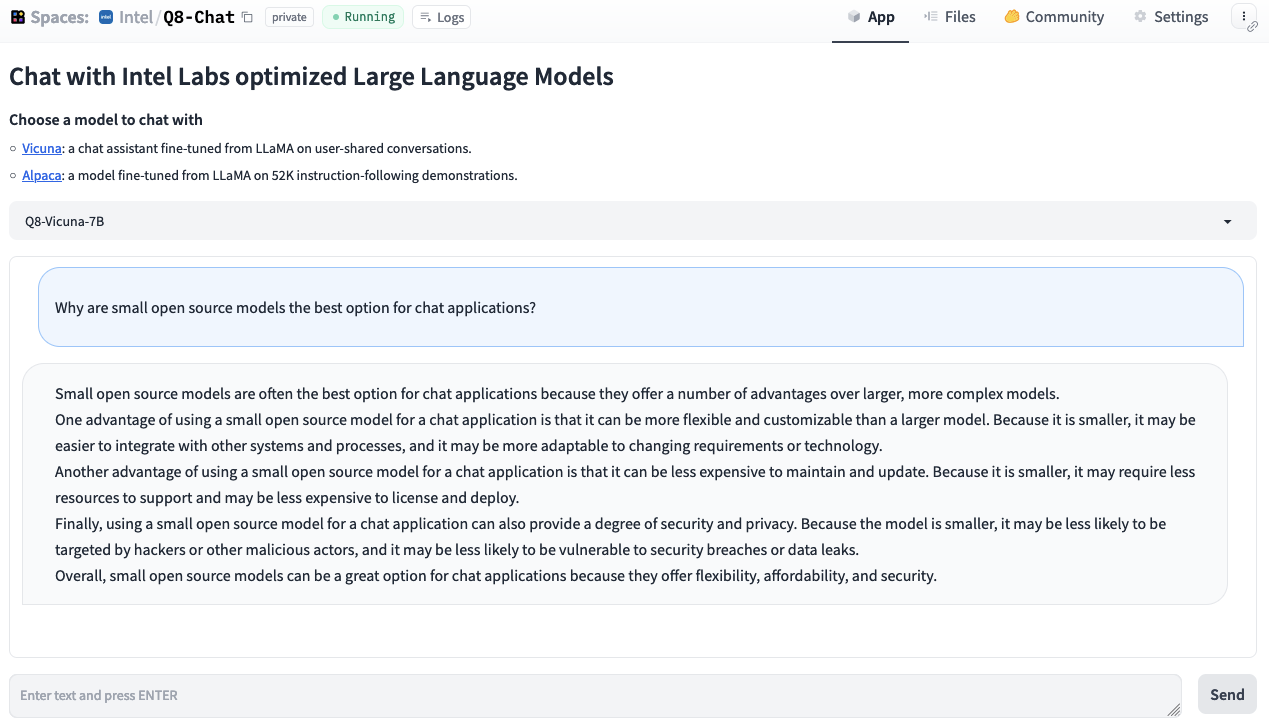 Spaces: intel Intel/Q8-Chat private Running Logs App Files Community Settings
Chat with Intel Labs optimized Large Language Models
Choose a model to chat with
Vicuna: a chat assistant fine-tuned from LLaMA on user-shared conversations.
Alpaca: a model fine-tuned from LLaMA on 52K instruction-following demonstrations.
Q8-Vicuna-7B
Why are small open source models the best option for chat applications?
Small open source models are often the best option for chat applications because they offer a number of advantages over larger, more complex models.
One advantage of using a small open source model for a chat application is that it can be more flexible and customizable than a larger model. Because it is smaller, it may be
easier to integrate with other systems and processes, and it may be more adaptable to changing requirements or technology.
Another advantage of using a small open source model for a chat application is that it can be less expensive to maintain and update. Because it is smaller, it may require less
resources to support and may be less expensive to license and deploy.
Finally, using a small open source model for a chat application can also provide a degree of security and privacy. Because the model is smaller, it may be less likely to be
targeted by hackers or other malicious actors, and it may be less likely to be vulnerable to security breaches or data leaks.
Overall, small open source models can be a great option for chat applications because they offer flexibility, affordability, and security.
Enter text and press ENTER
Send